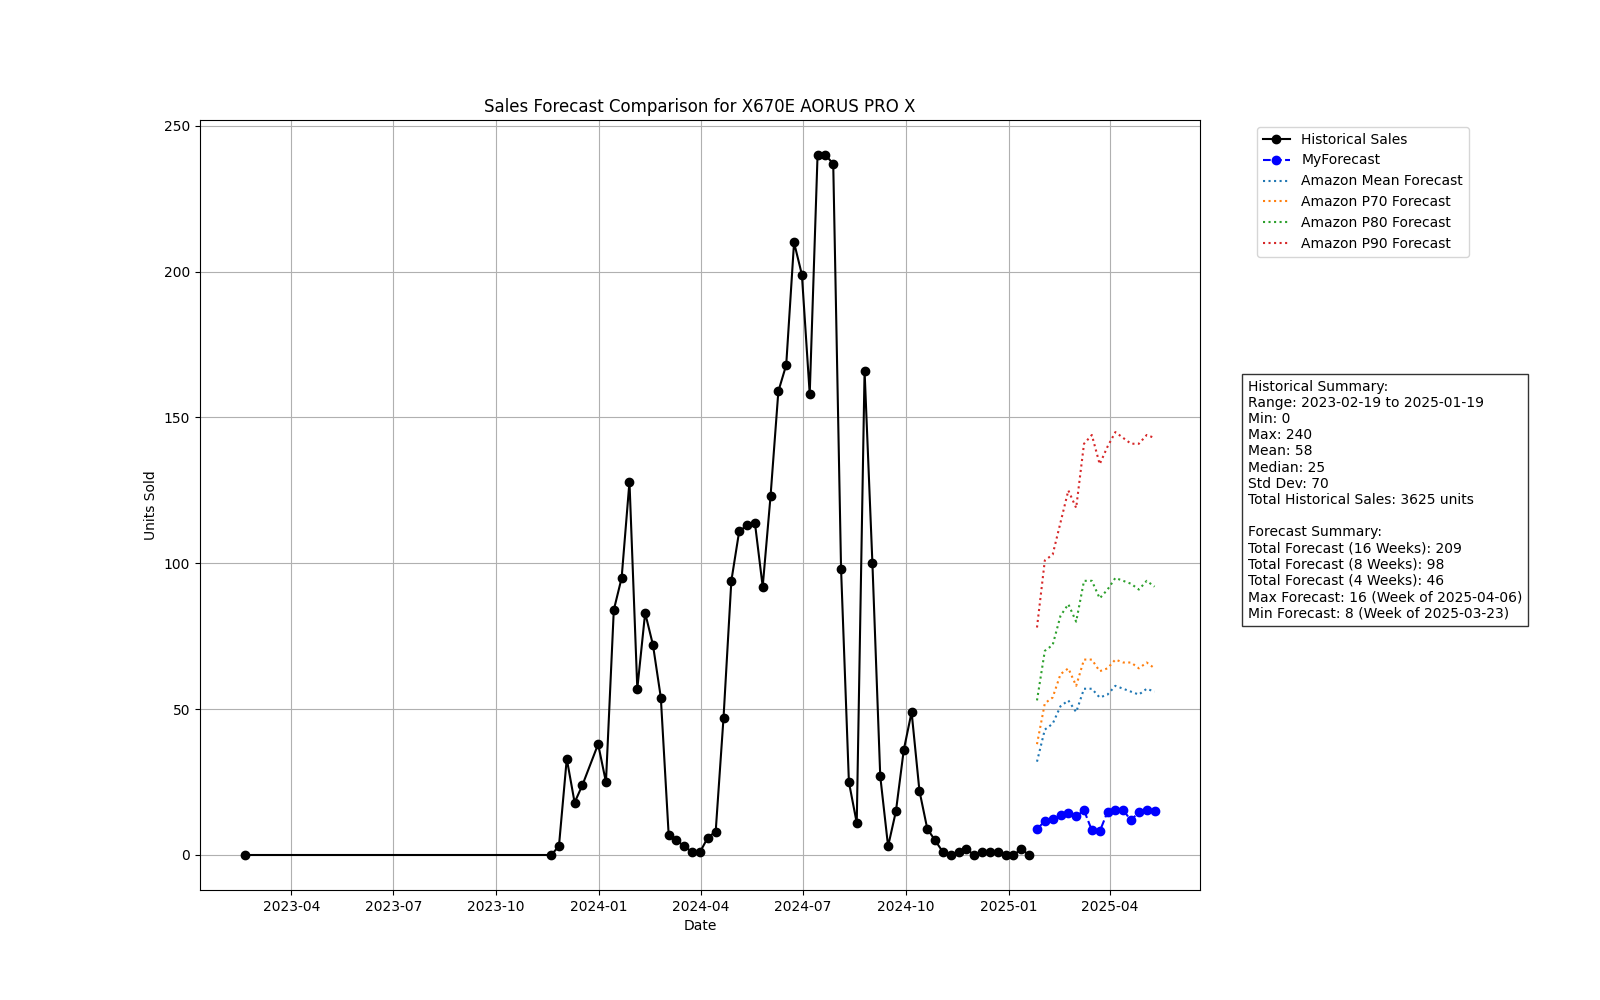 Sales Forecast Comparison for X670E AORUS PRO X
250
200
150
100
50
0
Units Sold
2023-04
2023-07
2023-10
2024-01
2024-04
2024-07
2024-10
2025-01
2025-04
Date
Historical Sales
MyForecast
Amazon Mean Forecast
Amazon P70 Forecast
Amazon P80 Forecast
Amazon P90 Forecast
Historical Summary:
Range: 2023-02-19 to 2025-01-19
Min: 0
Max: 240
Mean: 58
Median: 25
Std Dev: 70
Total Historical Sales: 3625 units
Forecast Summary:
Total Forecast (16 Weeks): 209
Total Forecast (8 Weeks): 98
Total Forecast (4 Weeks): 46
Max Forecast: 16 (Week of 2025-04-06)
Min Forecast: 8 (Week of 2025-03-23)